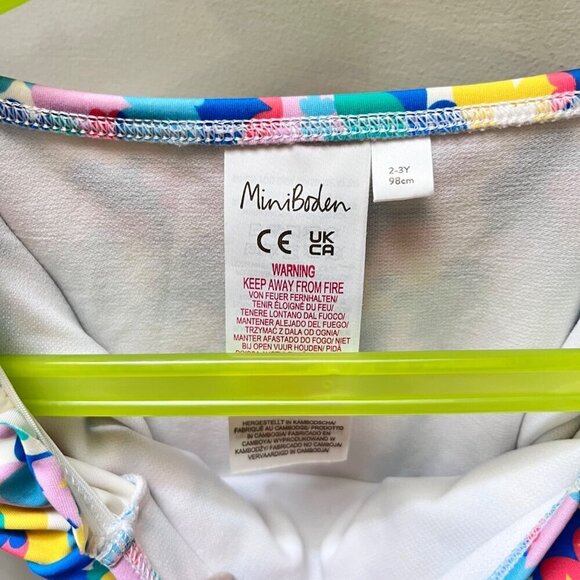 MiniBoden
2-3Y
98cm
CE UK
CA
WARNING
KEEP AWAY FROM FIRE
VON FEUER FERNHALTEN/
TENIR ÉLOIGNÉ DU FEU/
TENERE LONTANO DAL FUOCO/
MANTENER ALEJADO DEL FUEGO/
TRZYMAĆ Z DALA OD OGNIA/
MANTER AFASTADO DO FOGO/ NIET
BIJ OPEN VUUR HOUDEN/
HERGESTELLT IN KAMBODSCHA/
FABRIQUÉ AU CAMBODGE/ PRODOTTO
IN CAMBOGIA/ FABRICADO EN
CAMBOYA/ WYPRODUKOWANO W
KAMBODŻY/ FABRICADO NO CAMBOJA/
VERVAARDIGD IN CAMBODJA